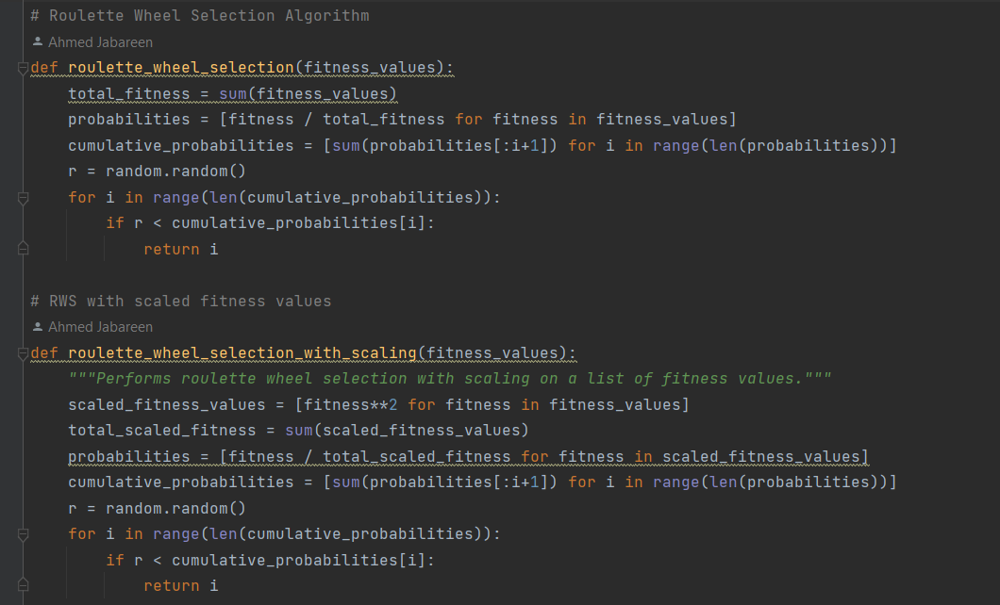 # Roulette Wheel Selection Algorithm
Ahmed Jabareen
def roulette_wheel_selection(fitness_values):
    total_fitness = sum(fitness_values)
    probabilities = [fitness / total_fitness for fitness in fitness_values]
    cumulative_probabilities = [sum(probabilities[:i+1]) for i in range(len(probabilities))]
    r = random.random()
    for i in range(len(cumulative_probabilities)):
        if r < cumulative_probabilities[i]:
            return i
# RWS with scaled fitness values
Ahmed Jabareen
def roulette_wheel_selection_with_scaling(fitness_values):
    """Performs roulette wheel selection with scaling on a list of fitness values."""
    scaled_fitness_values = [fitness**2 for fitness in fitness_values]
    total_scaled_fitness = sum(scaled_fitness_values)
    probabilities = [fitness / total_scaled_fitness for fitness in scaled_fitness_values]
    cumulative_probabilities = [sum(probabilities[:i+1]) for i in range(len(probabilities))]
    r = random.random()
    for i in range(len(cumulative_probabilities)):
        if r < cumulative_probabilities[i]:
            return i